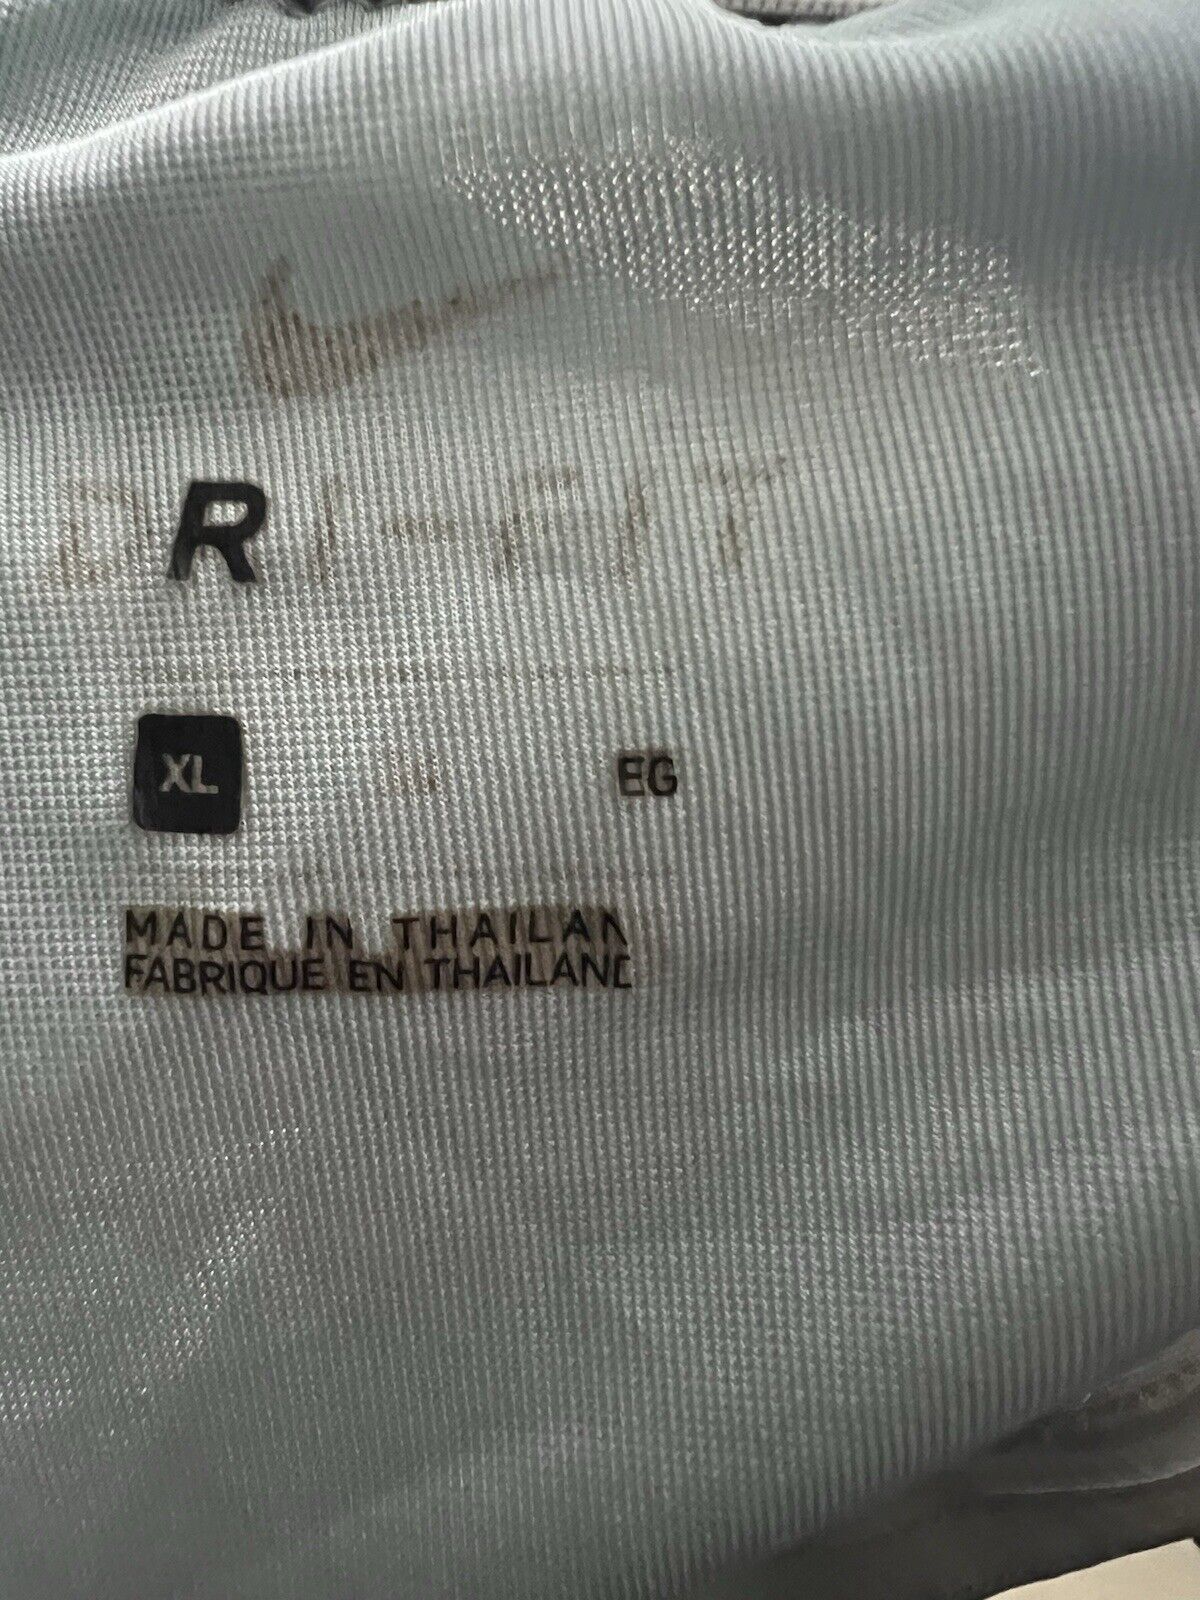 R
XL EG
MADE IN THAILAN
FABRIQUE EN THAILAND